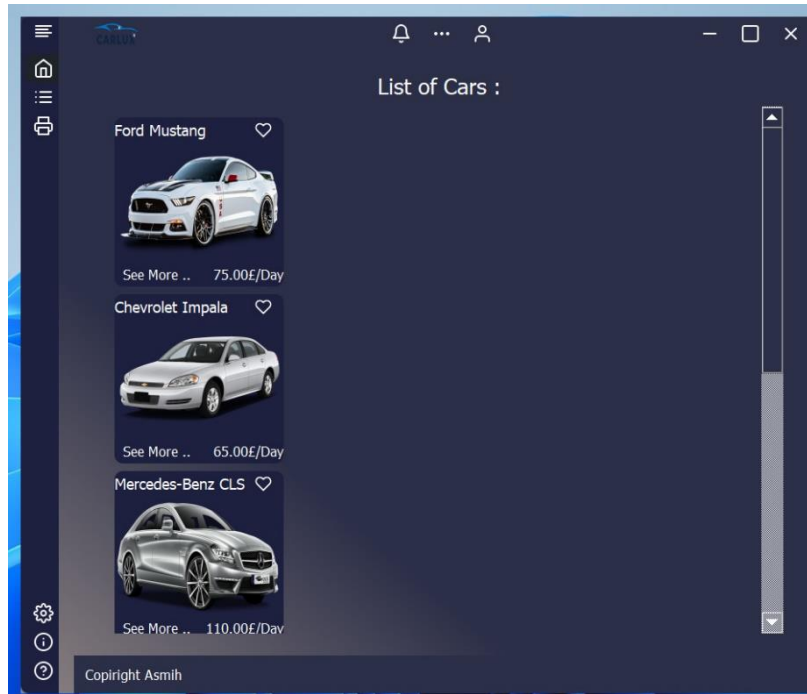 CARLUX
List of Cars :
Ford Mustang
See More .. 75.00£/Day
Chevrolet Impala
See More .. 65.00£/Day
Mercedes-Benz CLS
See More .. 110.00£/Day
Copiright Asmih